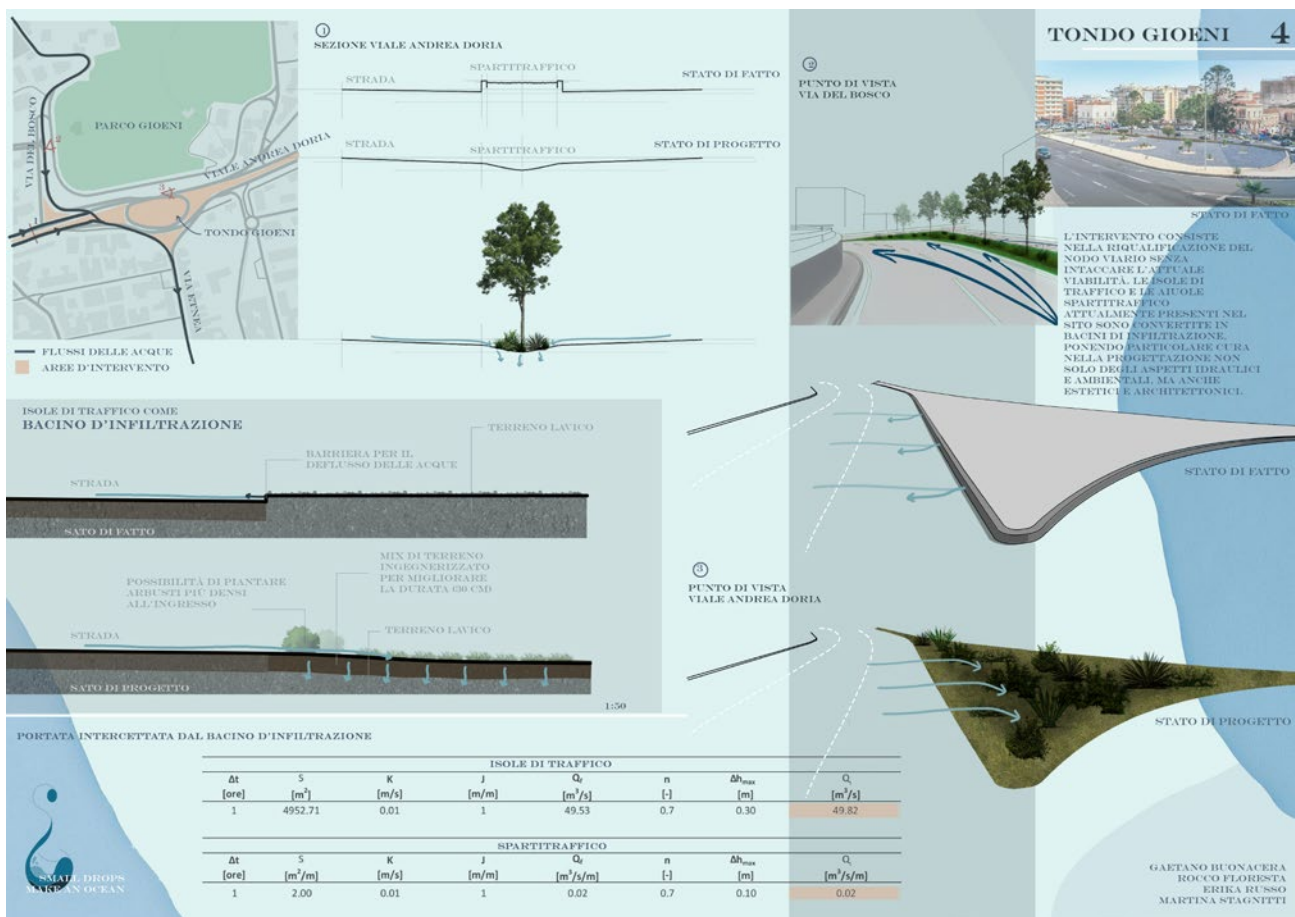 TONDO GIOENI 4
1
SEZIONE VIALE ANDREA DORIA
STRADA
SPARTITRAFFICO
STATO DI FATTO
STRADA
SPARTITRAFFICO
STATO DI PROGETTO
PARCO GIOENI
VIA DEL BOSCO
VIALE ANDREA DORIA
TONDO GIOENI
VIA ETNEA
1
2
3
FLUSSI DELLE ACQUE
AREE D'INTERVENTO
2
PUNTO DI VISTA
VIA DEL BOSCO
STATO DI FATTO
L'INTERVENTO CONSISTE
NELLA RIQUALIFICAZIONE DEL
NODO VIARIO SENZA
INTACCARE L'ATTUALE
VIABILITÀ. LE ISOLE DI
TRAFFICO E LE AIUOLE
SPARTITRAFFICO
ATTUALMENTE PRESENTI NEL
SITO SONO CONVERTITE IN
BACINI DI INFILTRAZIONE,
PONENDO PARTICOLARE CURA
NELLA PROGETTAZIONE NON
SOLO DEGLI ASPETTI IDRAULICI
E AMBIENTALI, MA ANCHE
ESTETICI E ARCHITETTONICI.
ISOLE DI TRAFFICO COME
BACINO D'INFILTRAZIONE
TERRENO LAVICO
BARRIERA PER IL
DEFLUSSO DELLE ACQUE
STRADA
SATO DI FATTO
POSSIBILITÀ DI PIANTARE
ARBUSTI PIÙ DENSI
ALL'INGRESSO
MIX DI TERRENO
INGEGNERIZZATO
PER MIGLIORARE
LA DURATA (30 CM)
STRADA
TERRENO LAVICO
SATO DI PROGETTO
1:50
STATO DI FATTO
3
PUNTO DI VISTA
VIALE ANDREA DORIA
STATO DI PROGETTO
PORTATA INTERCETTATA DAL BACINO D'INFILTRAZIONE
ISOLE DI TRAFFICO
Δt S K J Qf n Δhmax Qi
[ore] [m²] [m/s] [m/m] [m³/s] [-] [m] [m³/s]
1 4952.71 0.01 1 49.53 0.7 0.30 49.82
SPARTITRAFFICO
Δt S K J Qf n Δhmax Qi
[ore] [m²/m] [m/s] [m/m] [m³/s/m] [-] [m] [m³/s/m]
1 2.00 0.01 1 0.02 0.7 0.10 0.02
SMALL DROPS
MAKE AN OCEAN
GAETANO BUONACERA
ROCCO FLORESTA
ERIKA RUSSO
MARTINA STAGNITTI